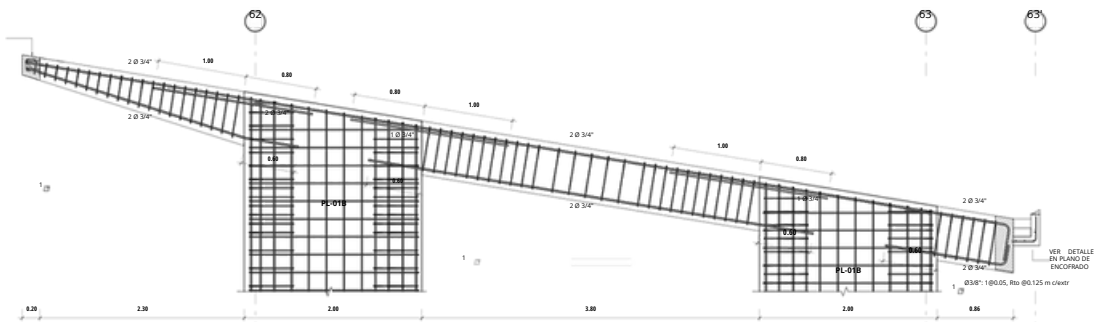 62
63
63'
2 Ø 3/4"
1.00
0.80
2 Ø 3/4"
2 Ø 3/4"
0.80
1.00
1 Ø 3/4"
2 Ø 3/4"
1.00
0.80
0.60
0.60
PL-01B
1
2 Ø 3/4"
1 Ø 3/4"
2 Ø 3/4"
0.60
0.60
PL-01B
1
2 Ø 3/4"
VER DETALLE
EN PLANO DE
ENCOFRADO
1
Ø3/8": 1@0.05, Rto @0.125 m c/extr
0.20
2.30
2.00
3.80
2.00
0.86